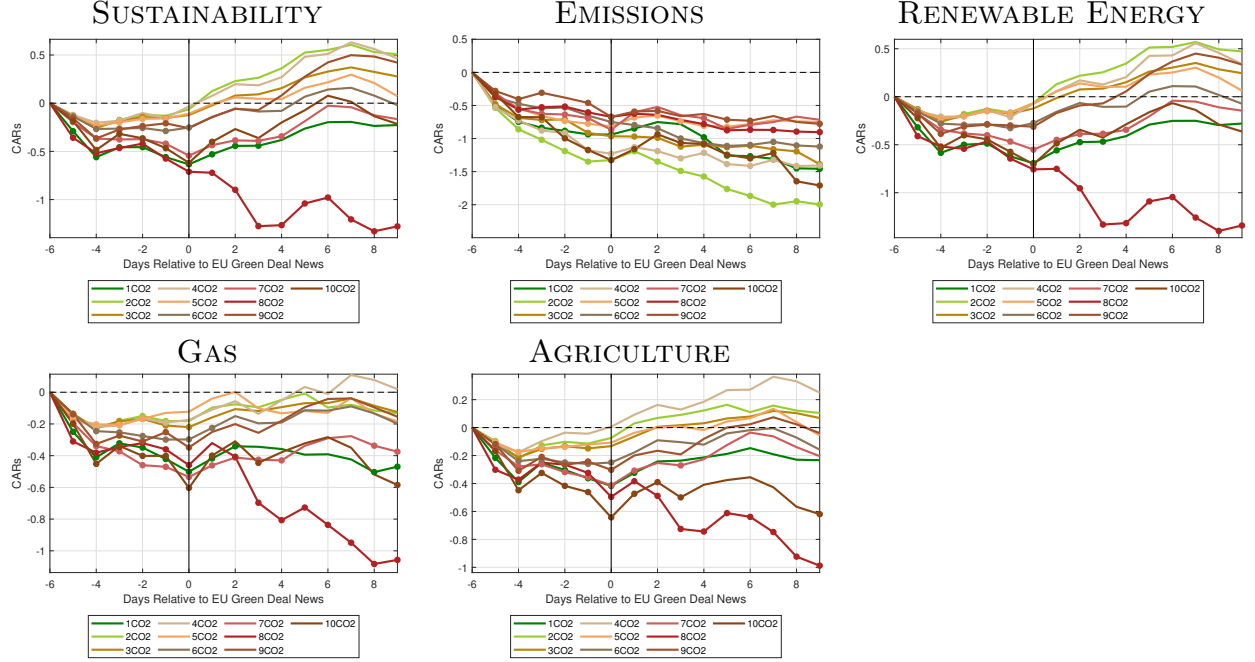 SUSTAINABILITY
0.5
0
-0.5
-1
CARs
-6 -4 -2 0 2 4 6 8
Days Relative to EU Green Deal News
1CO2 4CO2 7CO2 10CO2
2CO2 5CO2 8CO2
3CO2 6CO2 9CO2
EMISSIONS
0.5
0
-0.5
-1
-1.5
-2
CARs
-6 -4 -2 0 2 4 6 8
Days Relative to EU Green Deal News
1CO2 4CO2 7CO2 10CO2
2CO2 5CO2 8CO2
3CO2 6CO2 9CO2
RENEWABLE ENERGY
0.5
0
-0.5
-1
CARs
-6 -4 -2 0 2 4 6 8
Days Relative to EU Green Deal News
1CO2 4CO2 7CO2 10CO2
2CO2 5CO2 8CO2
3CO2 6CO2 9CO2
GAS
0
-0.2
-0.4
-0.6
-0.8
-1
CARs
-6 -4 -2 0 2 4 6 8
Days Relative to EU Green Deal News
1CO2 4CO2 7CO2 10CO2
2CO2 5CO2 8CO2
3CO2 6CO2 9CO2
AGRICULTURE
0.2
0
-0.2
-0.4
-0.6
-0.8
-1
CARs
-6 -4 -2 0 2 4 6 8
Days Relative to EU Green Deal News
1CO2 4CO2 7CO2 10CO2
2CO2 5CO2 8CO2
3CO2 6CO2 9CO2